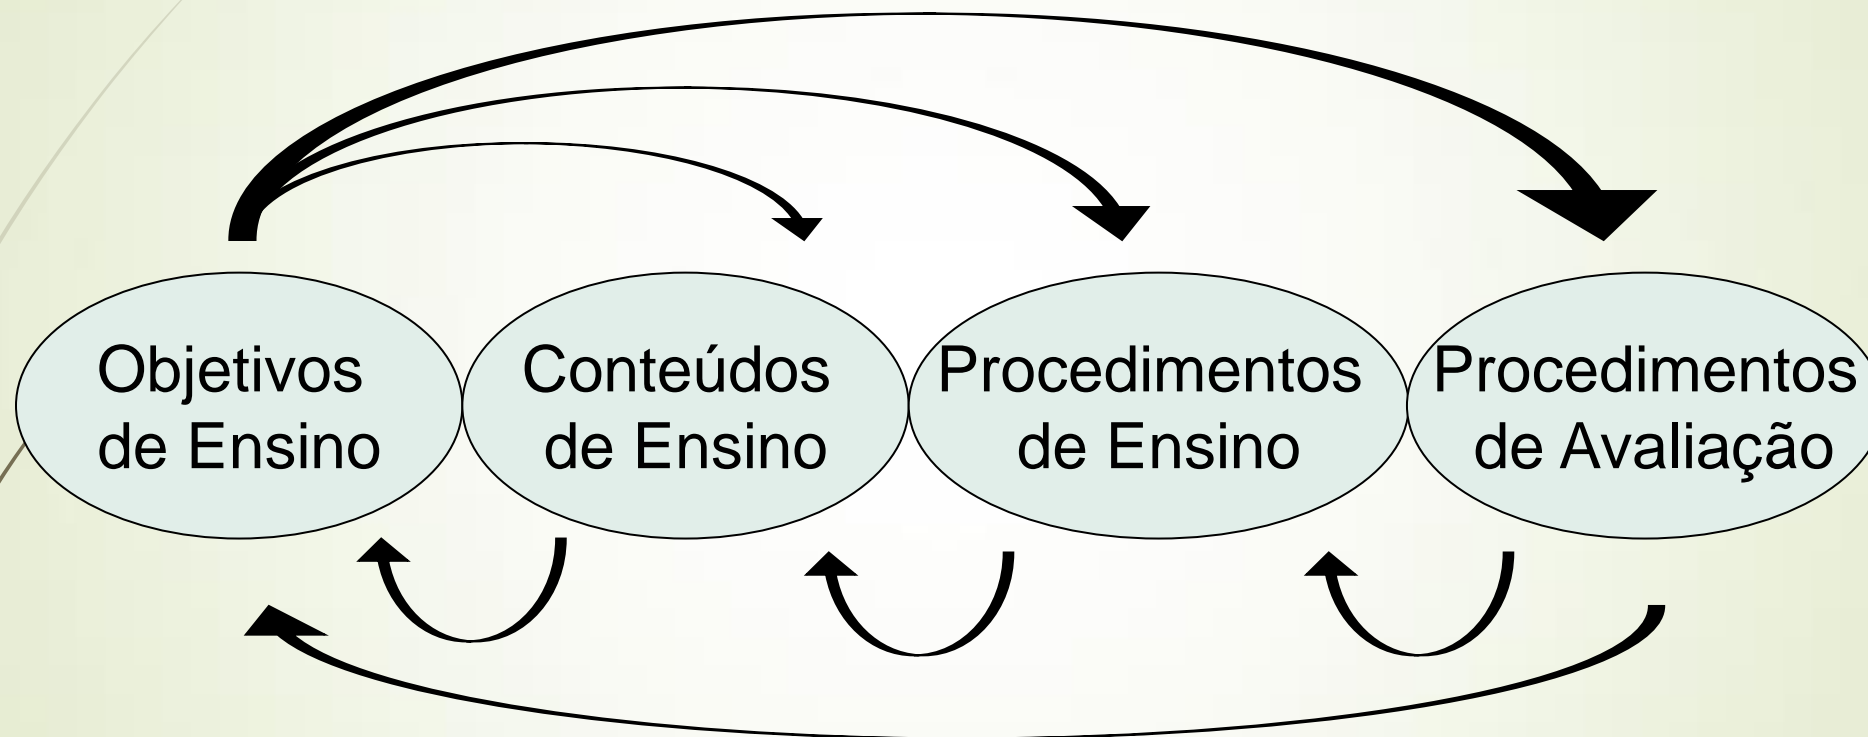 Objetivos
de Ensino
Conteúdos
de Ensino
Procedimentos
de Ensino
Procedimentos
de Avaliação